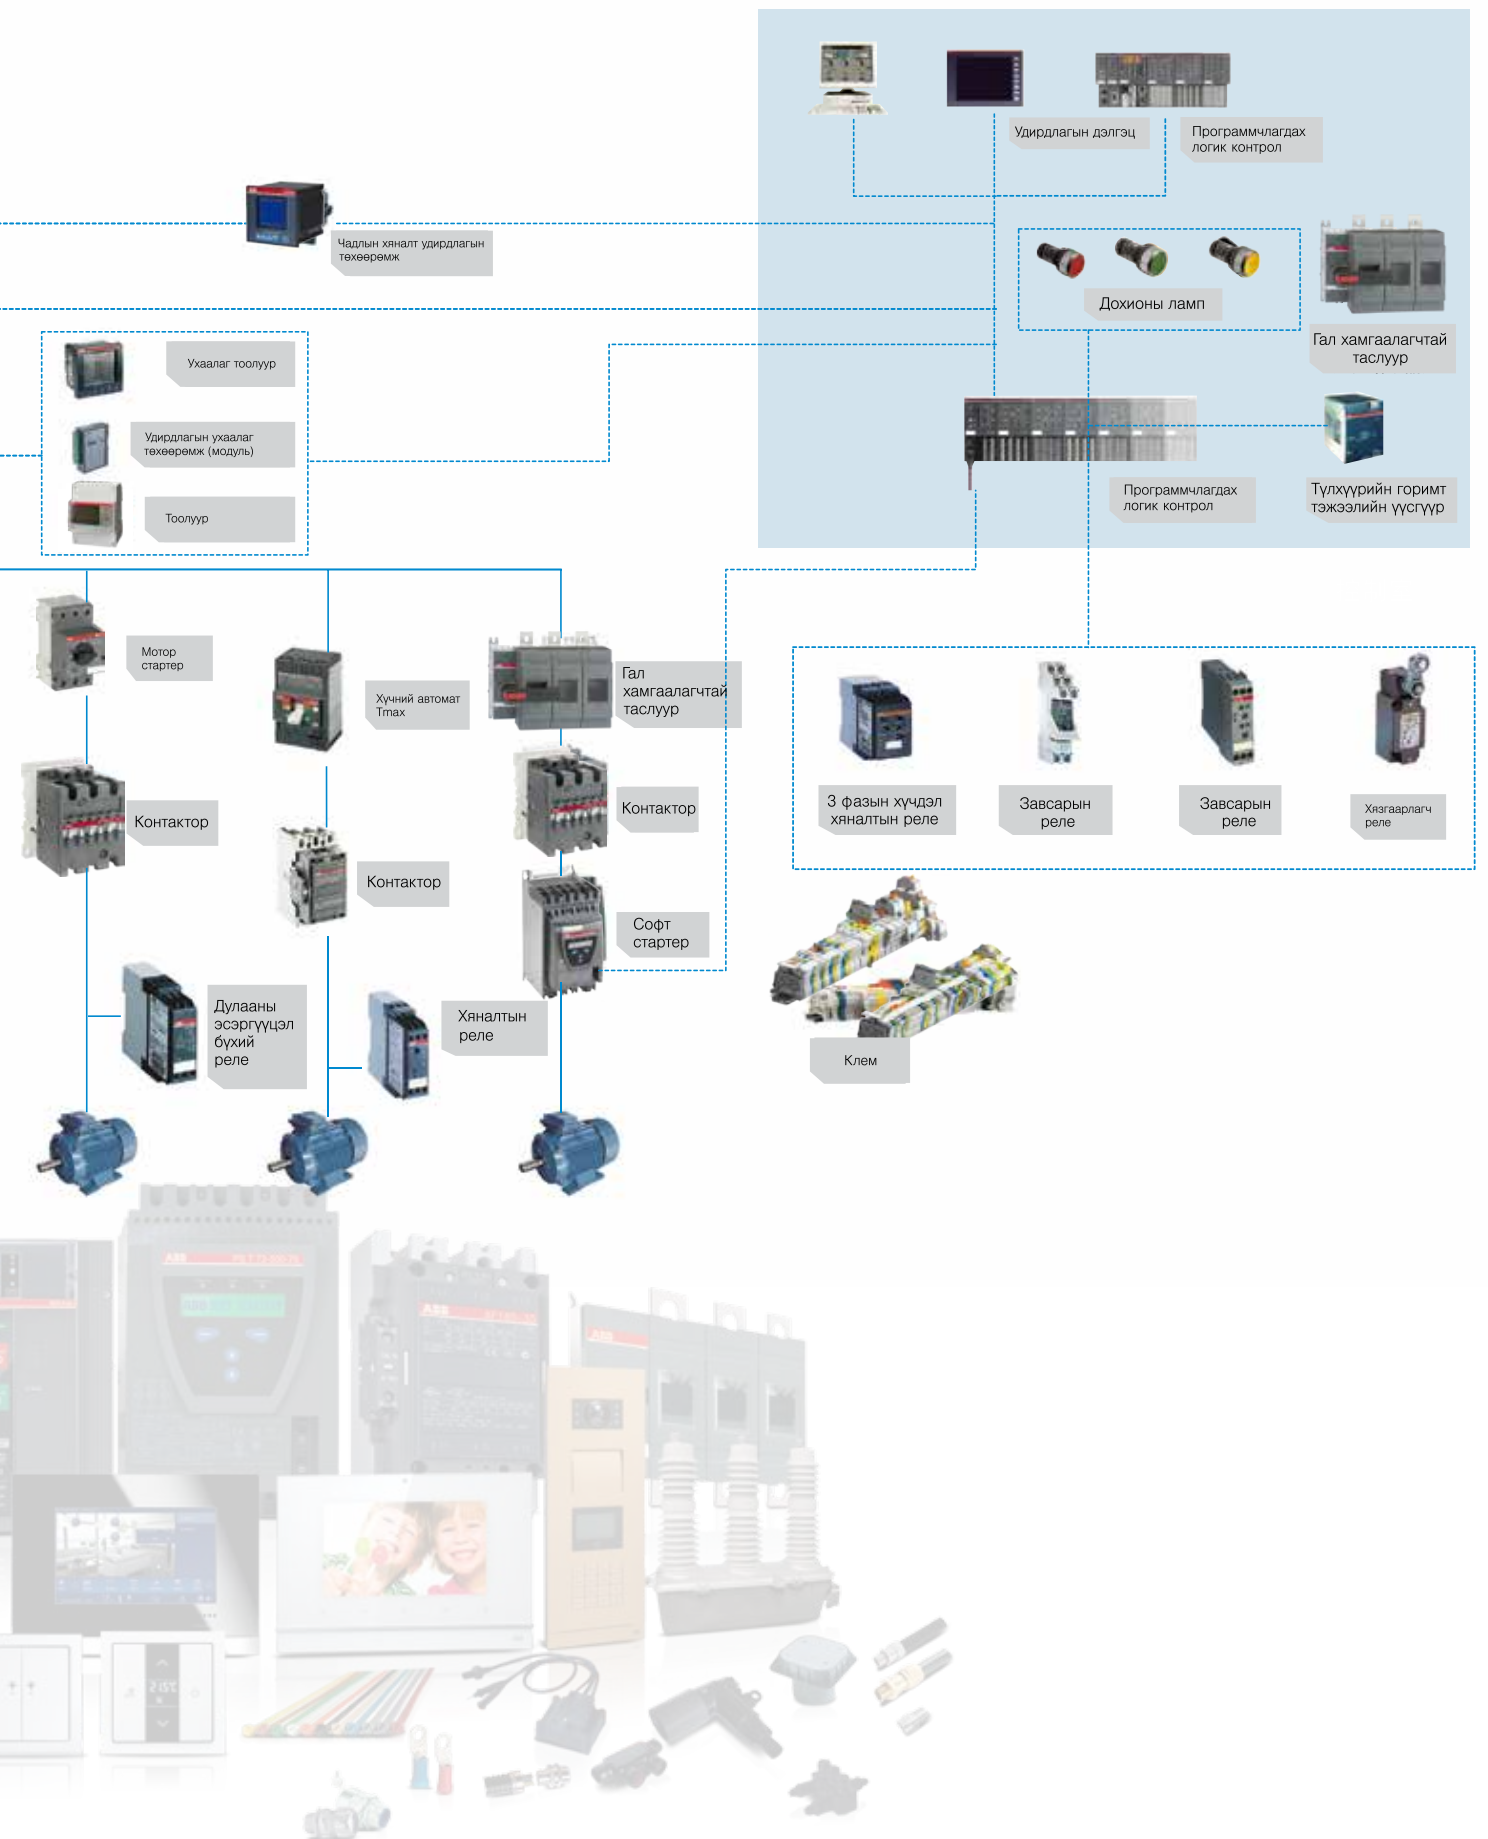 Удирдлагын дэлгэц
Программчлагдах
логик контрол
Чадлын хяналт удирдлагын
төхөөрөмж
Дохионы ламп
Гал хамгаалагчтай
таслуур
Ухаалаг тоолуур
Удирдлагын ухаалаг
төхөөрөмж (модуль)
Тоолуур
Программчлагдах
логик контрол
Түлхүүрийн горимт
тэжээлийн үүсгүүр
Мотор
стартер
Хүчний автомат
Tmax
Гал
хамгаалагчтай
таслуур
Контактор
Контактор
Контактор
Софт
стартер
3 фазын хүчдэл
хяналтын реле
Завсарын
реле
Завсарын
реле
Хязгаарлагч
реле
Дулааны
эсэргүүцэл
бүхий
реле
Хяналтын
реле
Клем
ABB
ABB
ABB